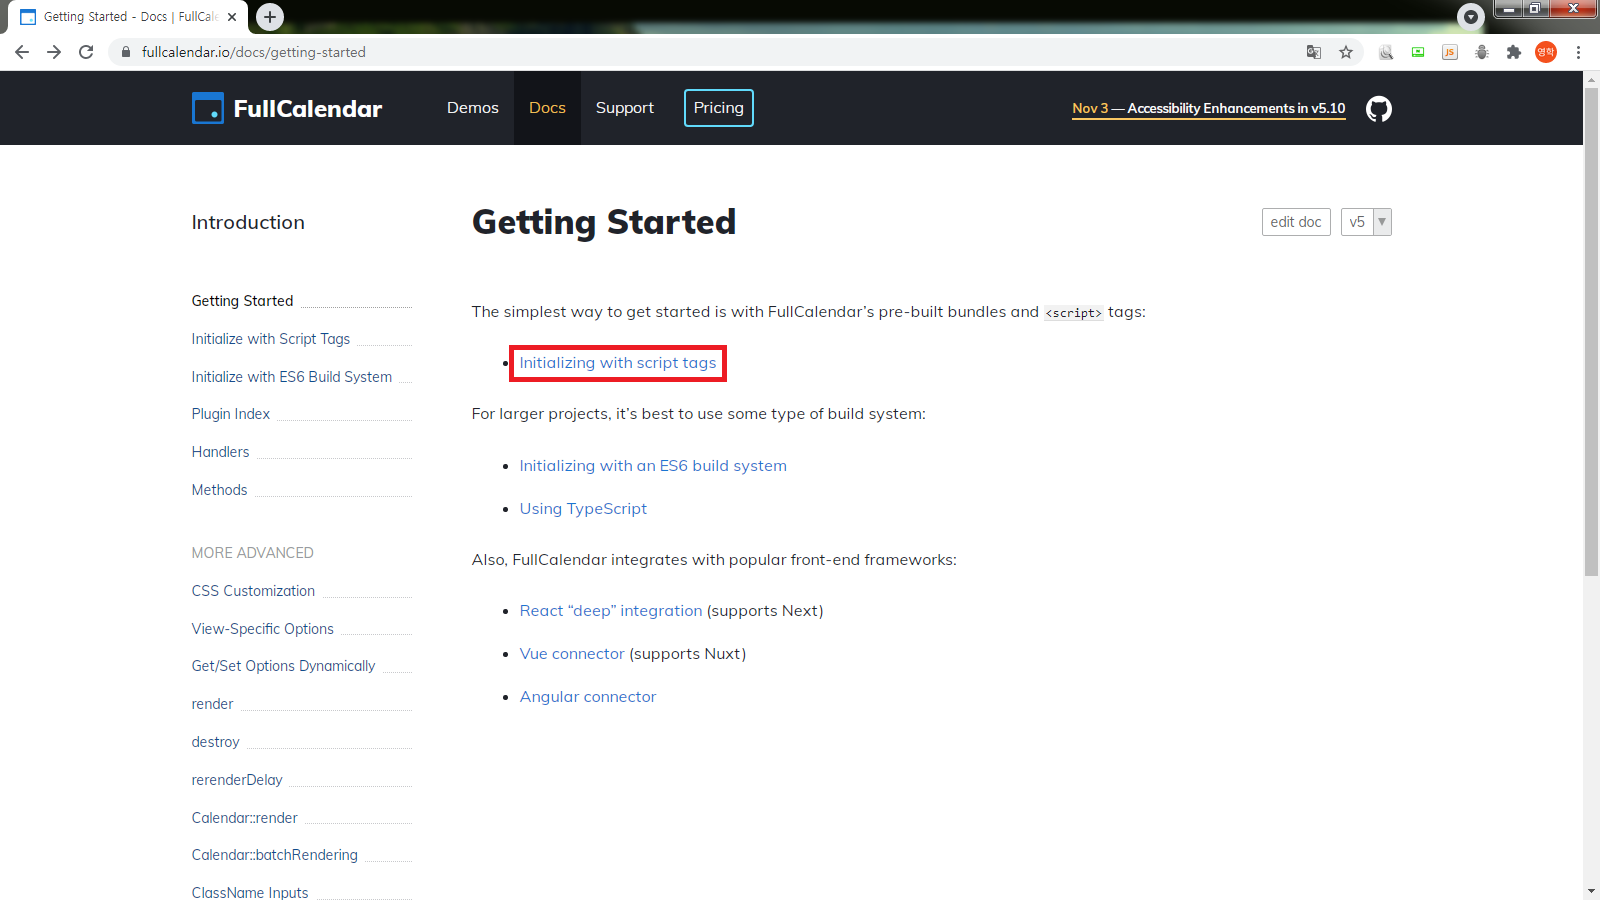 Getting Started - Docs | FullCale
fullcalendar.io/docs/getting-started
JS
영학
FullCalendar
Demos
Docs
Support
Pricing
Nov 3 — Accessibility Enhancements in v5.10
Introduction
Getting Started
Initialize with Script Tags
Initialize with ES6 Build System
Plugin Index
Handlers
Methods
MORE ADVANCED
CSS Customization
View-Specific Options
Get/Set Options Dynamically
render
destroy
rerenderDelay
Calendar::render
Calendar::batchRendering
ClassName Inputs
Getting Started
edit doc
v5
The simplest way to get started is with FullCalendar’s pre-built bundles and <script> tags:
Initializing with script tags
For larger projects, it’s best to use some type of build system:
Initializing with an ES6 build system
Using TypeScript
Also, FullCalendar integrates with popular front-end frameworks:
React “deep” integration (supports Next)
Vue connector (supports Nuxt)
Angular connector